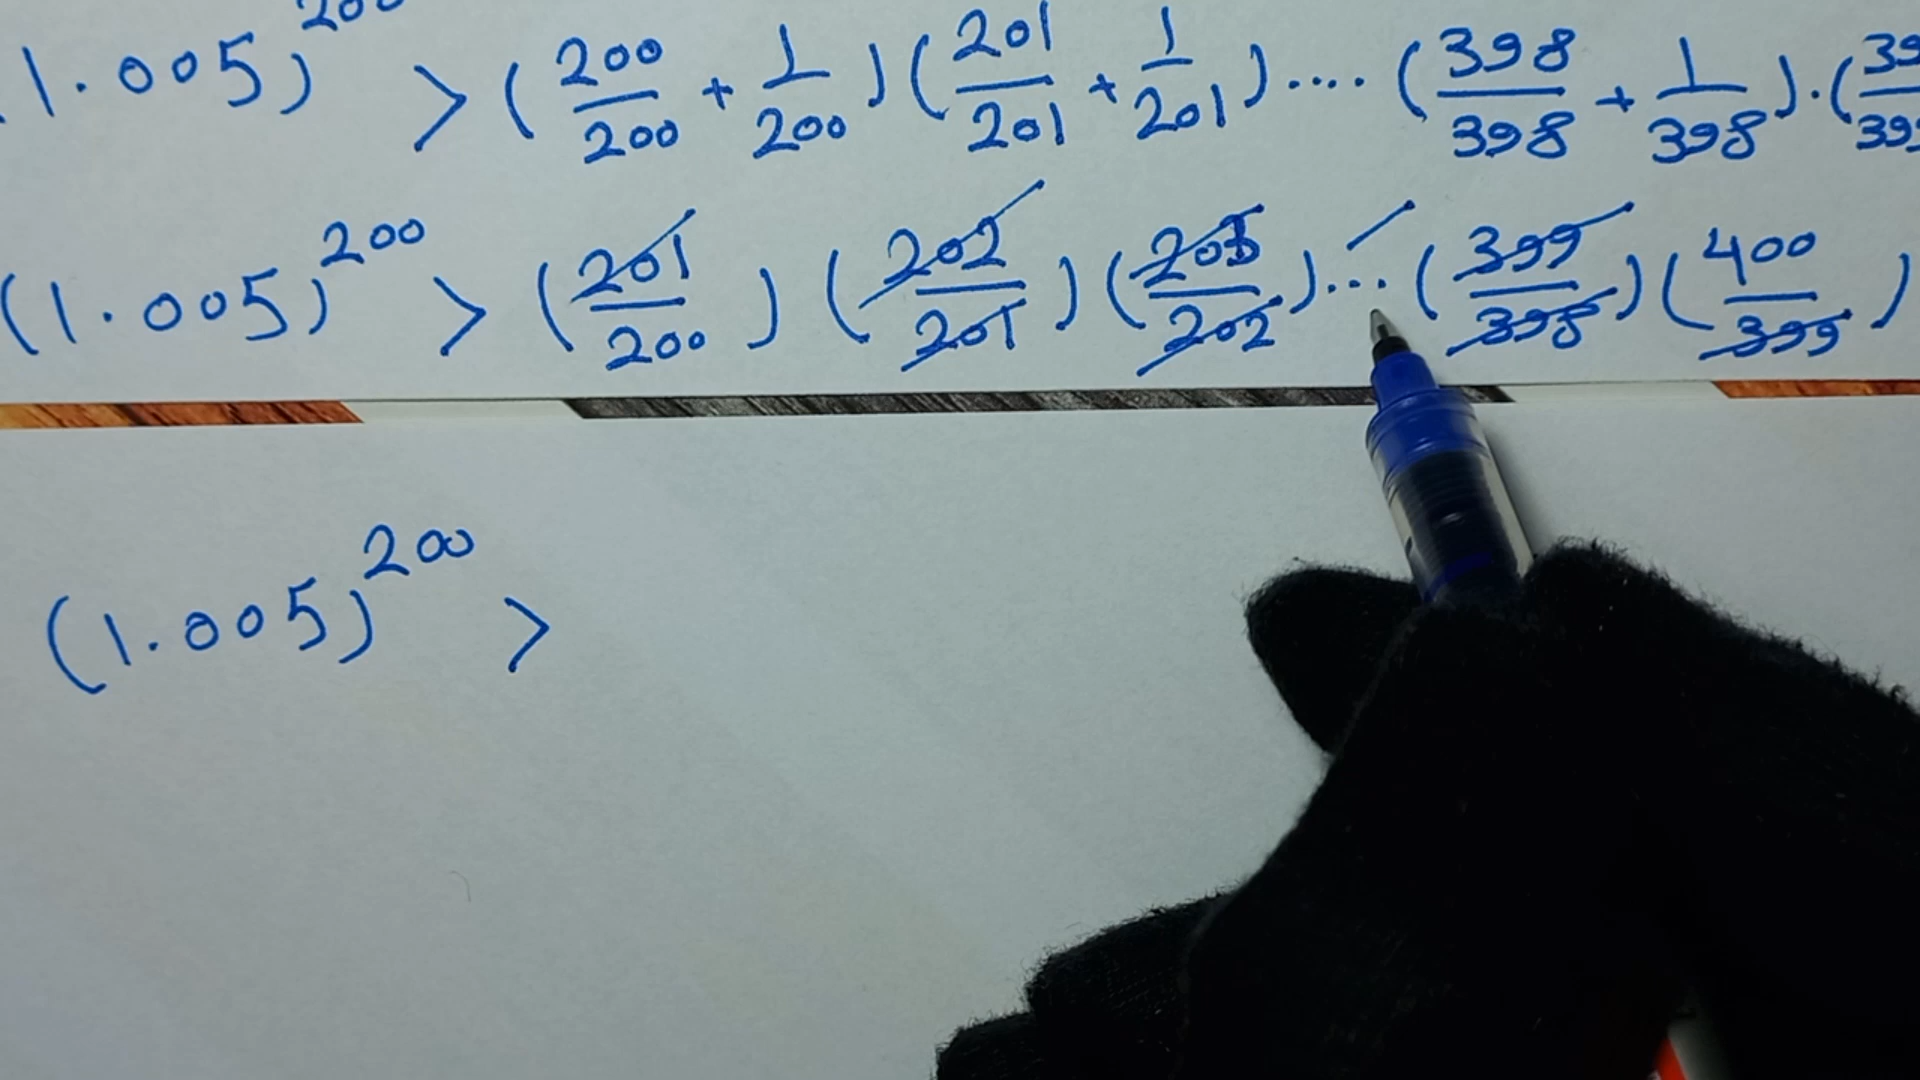 (1.005)^200 > (200/200 + 1/200)(201/201 + 1/201)....(398/398 + 1/398).(
(1.005)^200 > (201/200)(202/201)(203/202)...(399/398)(400/399)
(1.005)^200 >